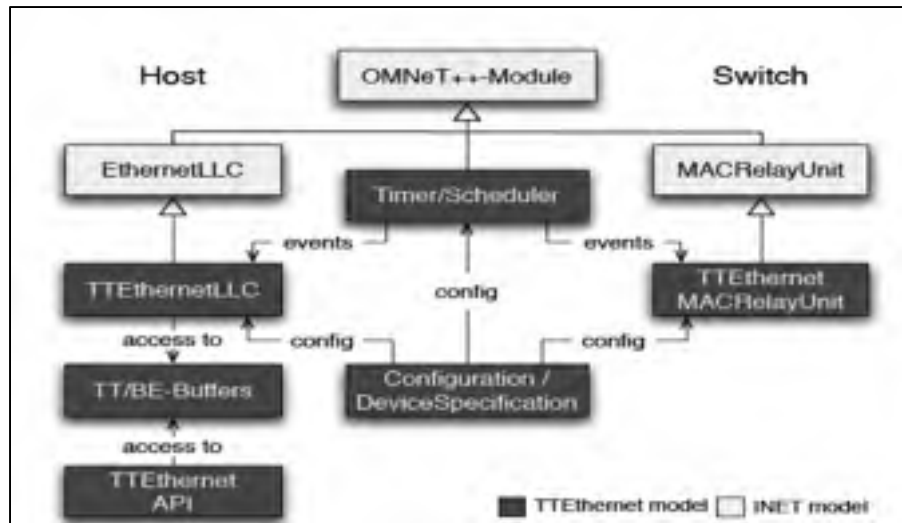 Host
OMNeT++-Module
Switch
EthernetLLC
Timer/Scheduler
MACRelayUnit
events
events
TTEthernetLLC
config
TTEthernet
MACRelayUnit
access to
config
config
TT/BE-Buffers
Configuration /
DeviceSpecification
access to
TTEthernet
API
TTEthernet model
INET model